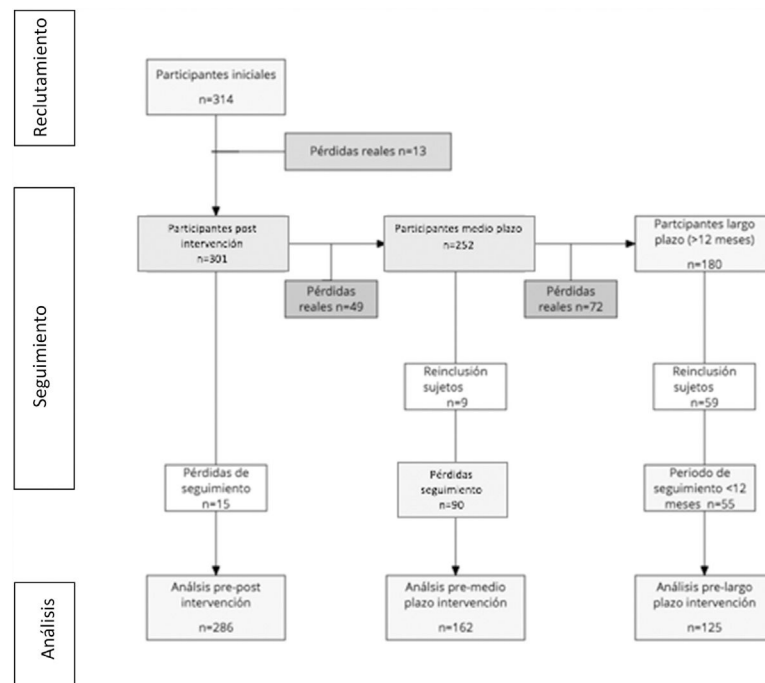 Reclutamiento
Participantes iniciales
n=314
Pérdidas reales n=13
Seguimiento
Participantes post
intervención
n=301
Participantes medio plazo
n=252
Partcipantes largo
plazo (>12 meses)
n=180
Pérdidas
reales n=49
Pérdidas
reales n=72
Reinclusión
sujetos
n=9
Reinclusión
sujetos
n=59
Pérdidas de
seguimiento
n=15
Pérdidas
seguimiento
n=90
Periodo de
seguimiento <12
meses n=55
Análisis
Análsis pre-post
intervención
n=286
Análsis pre-medio
plazo intervención
n=162
Análisis pre-largo
plazo intervención
n=125